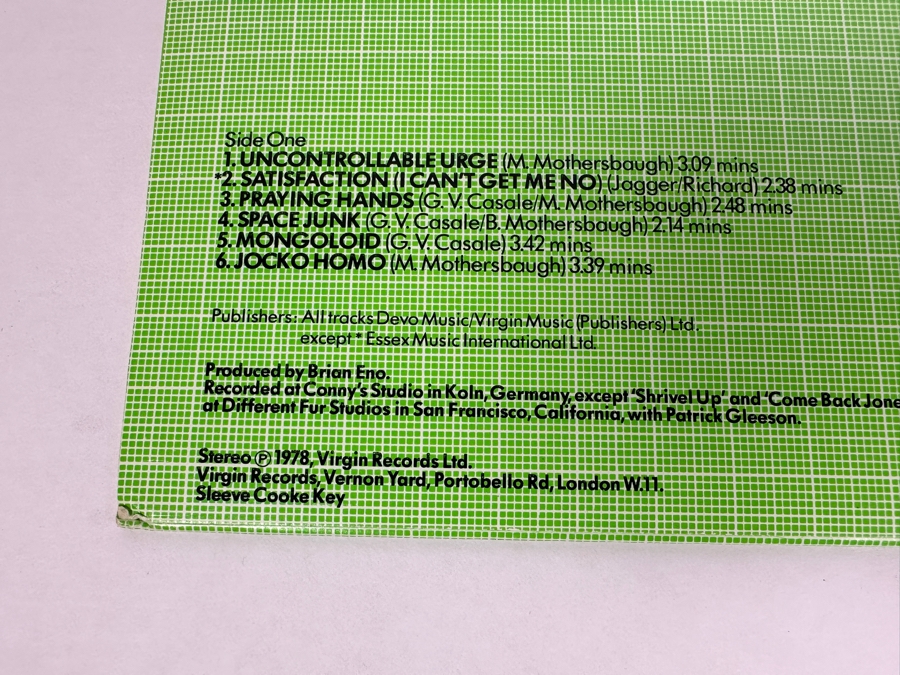 Side One
1. UNCONTROLLABLE URGE (M. Mothersbaugh) 3.09 mins
*2. SATISFACTION (I CAN'T GET ME NO) (Jagger/Richard) 2.38 mins
3. PRAYING HANDS (G. V. Casale/M. Mothersbaugh) 2.48 mins
4. SPACE JUNK (G. V. Casale/B. Mothersbaugh) 2.14 mins
5. MONGOLOID (G. V. Casale) 3.42 mins
6. JOCKO HOMO (M. Mothersbaugh) 3.39 mins
Publishers: All tracks Devo Music/Virgin Music (Publishers) Ltd.
except * Essex Music International Ltd.
Produced by Brian Eno.
Recorded at Conny's Studio in Koln, Germany, except 'Shrivel Up' and 'Come Back Jone
at Different Fur Studios in San Francisco, California, with Patrick Gleeson.
Stereo ℗ 1978, Virgin Records Ltd.
Virgin Records, Vernon Yard, Portobello Rd, London W.11.
Sleeve Cooke Key